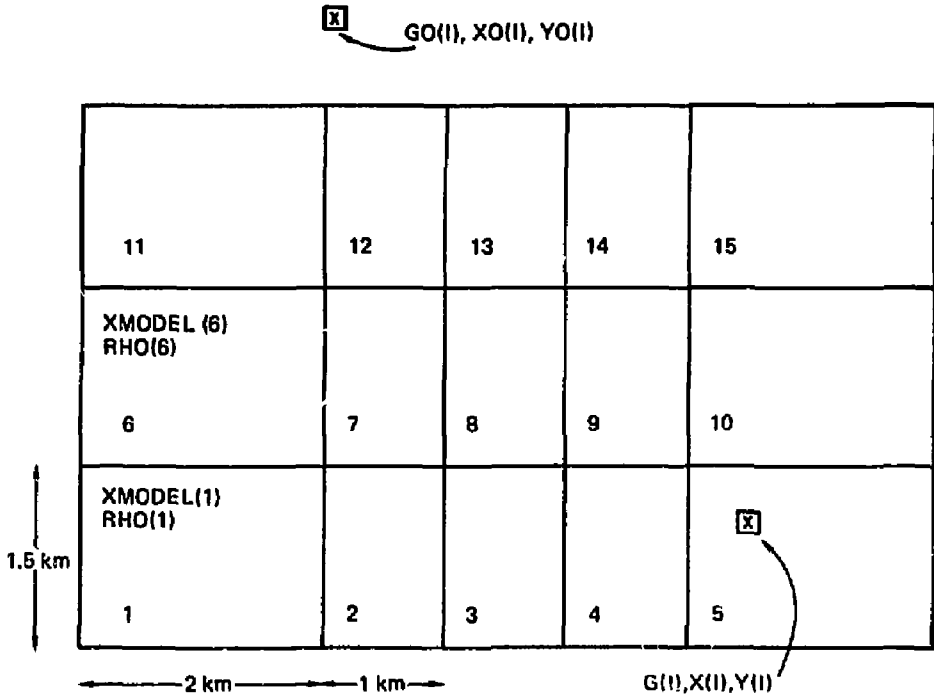 X
GO(I), XO(I), YO(I)
11 12 13 14 15
XMODEL (6)
RHO(6)
6 7 8 9 10
XMODEL(1)
RHO(1)
X
1.5 km
1 2 3 4 5
2 km 1 km
G(I),X(I),Y(I)